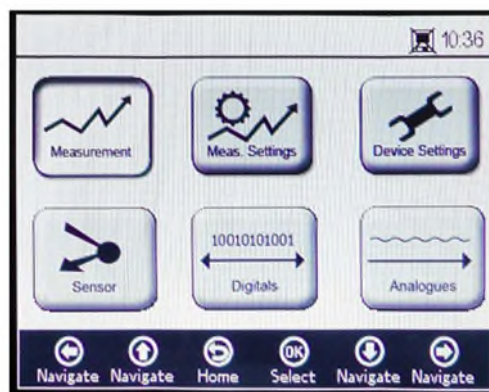 10:36
Measurement
Meas. Settings
Device Settings
10010101001
Sensor
Digitals
Analogues
OK
Navigate Navigate Home Select Navigate Navigate